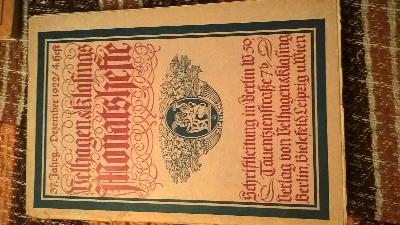 37. Jahrg. / Dezember 1922 / 4. Heft
Velhagen & Klasings
Monatshefte
Schriftleitung in Berlin W 50
Tauentzienstraße 7b
Verlag von Velhagen & Klasing
Berlin, Bielefeld, Leipzig u. Wien